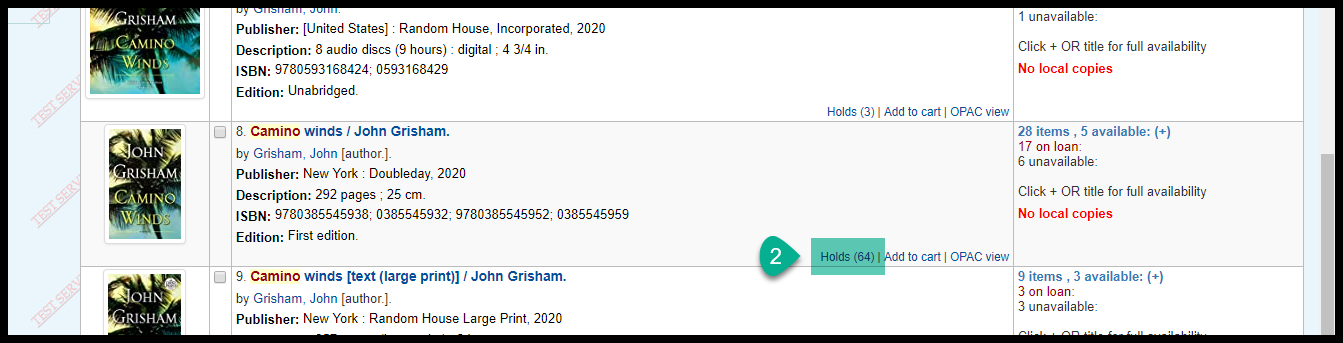 by Grisham, John [author.].
1 unavailable:
Publisher: [United States] : Random House, Incorporated, 2020
Description: 8 audio discs (9 hours) : digital ; 4 3/4 in.
Click + OR title for full availability
ISBN: 9780593168424; 0593168429
No local copies
Edition: Unabridged.
Holds (3) | Add to cart | OPAC view
GRISHAM
CAMINO
WINDS
TEST SERV
8. Camino winds / John Grisham.
28 items , 5 available: (+)
by Grisham, John [author.].
17 on loan:
Publisher: New York : Doubleday, 2020
6 unavailable:
Description: 292 pages ; 25 cm.
Click + OR title for full availability
ISBN: 9780385545938; 0385545932; 9780385545952; 0385545959
No local copies
Edition: First edition.
2
Holds (64) | Add to cart | OPAC view
JOHN
GRISHAM
CAMINO
WINDS
TEST SERV
9. Camino winds [text (large print)] / John Grisham.
9 items , 3 available: (+)
by Grisham, John [author.].
3 on loan:
Publisher: New York : Random House Large Print, 2020
3 unavailable:
JOHN
GRISHAM
TEST SERV